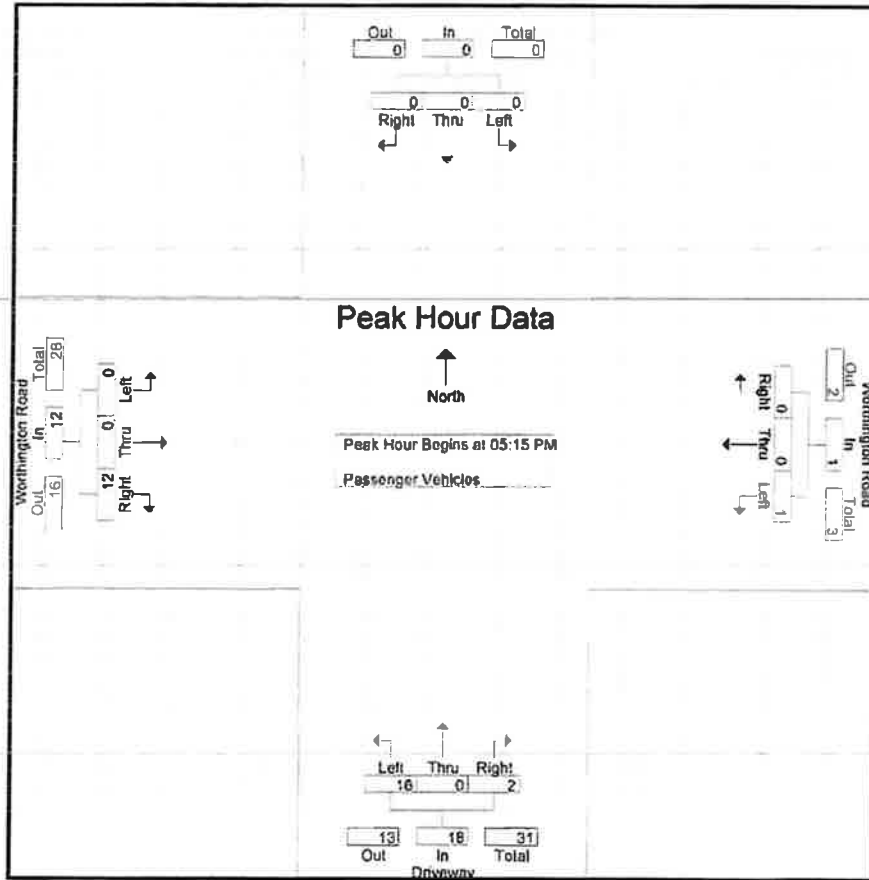 Out In Total
0 0 0
0 0 0
Right Thru Left
Peak Hour Data
North
Peak Hour Begins at 05:15 PM
Passenger Vehicles
Worthington Road
Out In Total
16 12 28
Right Thru Left
12 0 0
Worthington Road
Out In Total
2 1 3
Right Thru Left
0 0 1
Left Thru Right
16 0 2
13 18 31
Out In Total
Driveway